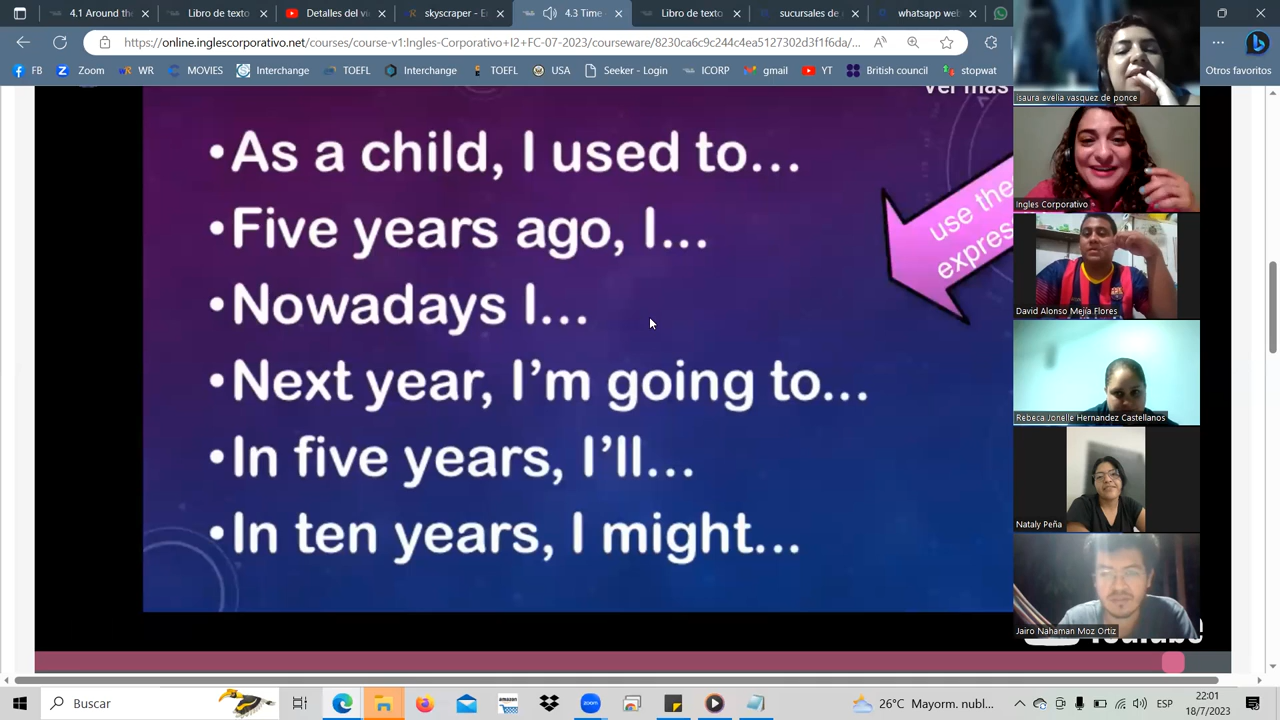 4.1 Around the
Libro de texto
Detalles del vi
skyscraper - E
4.3 Time
Libro de texto
sucursales de
whatsapp web
https://online.inglescorporativo.net/courses/course-v1:Ingles-Corporativo+I2+FC-07-2023/courseware/8230ca6c9c244c4ea5127302d3f1f6da/...
FB
Zoom
WR
MOVIES
Interchange
TOEFL
Interchange
TOEFL
USA
Seeker - Login
ICORP
gmail
YT
British council
stopwat
Otros favoritos
Ver más
•As a child, I used to...
•Five years ago, I...
•Nowadays I...
•Next year, I'm going to...
•In five years, I'll...
•In ten years, I might...
use the
expres
isaura evelia vasquez de ponce
Ingles Corporativo
David Alonso Mejía Flores
Rebeca Jonelle Hernandez Castellanos
Nataly Peña
Jairo Nahaman Moz Ortiz
Buscar
amazon
zoom
26°C Mayorm. nubl...
ESP
22:01
18/7/2023